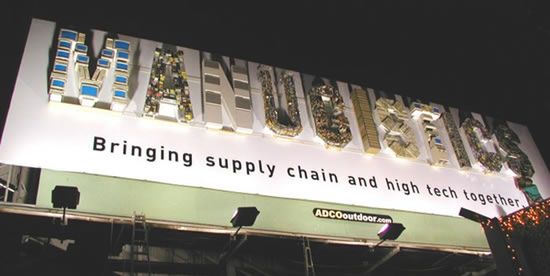 MANUGISTICS
Bringing supply chain and high tech together.
ADCOoutdoor.com